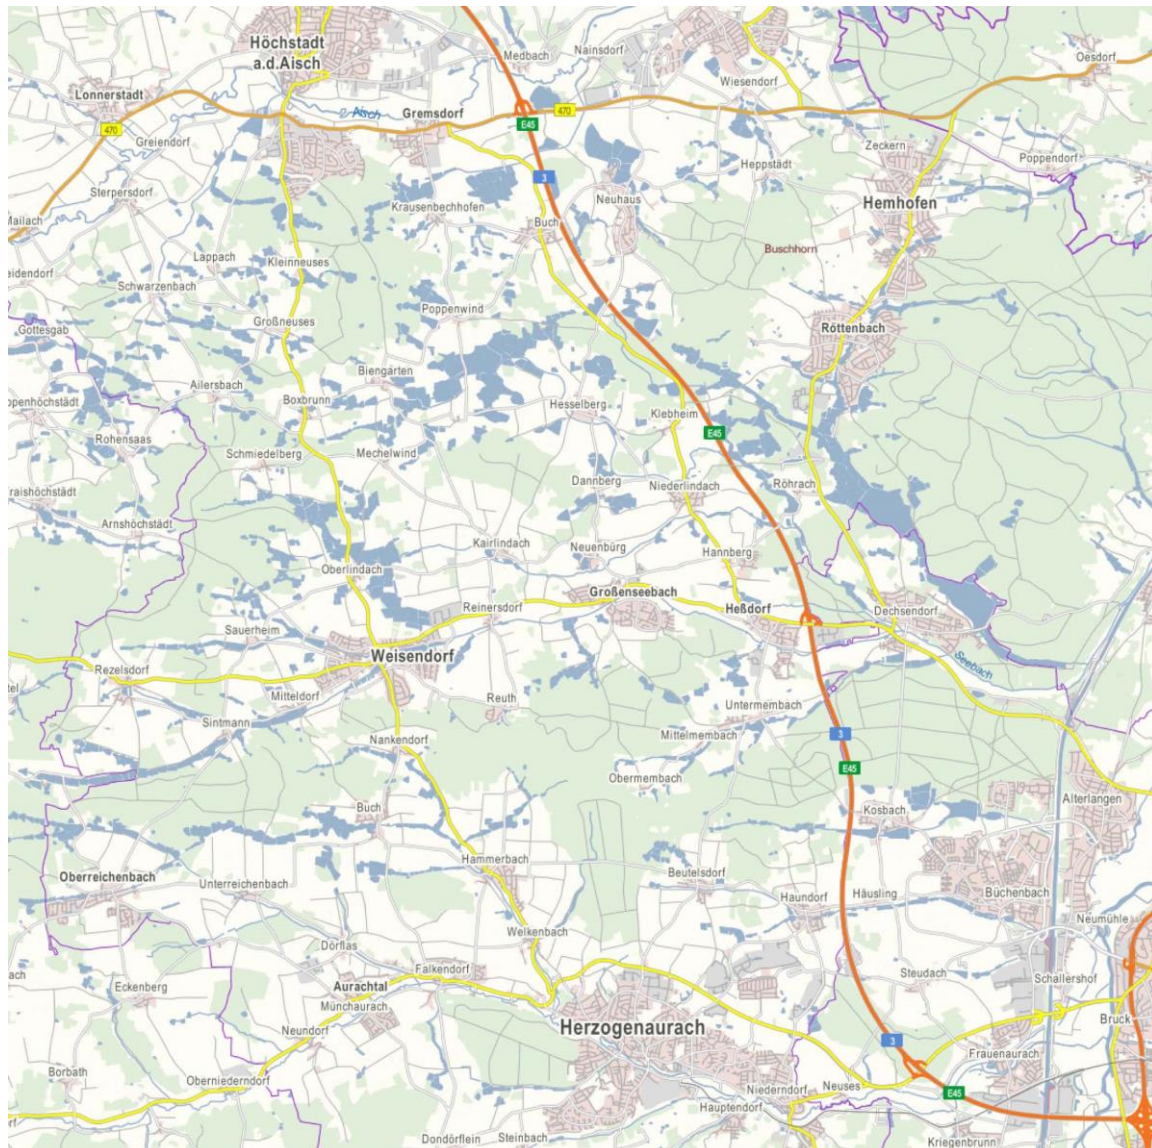 Höchstadt
a.d.Aisch
Medbach
Nainsdorf
Wiesendorf
Oesdorf
Lonnerstadt
Aisch
Gremsdorf
470
E45
470
Greiendorf
Zeckern
Heppstädt
Poppendorf
3
Sterpersdorf
Krausenbechhofen
Neuhaus
Hemhofen
Mailach
Buch
Buschhorn
Lappach
Kleinneuses
eidendorf
Schwarzenbach
Poppenwind
Gottesgab
Großneuses
Röttenbach
Biengarten
Ailersbach
Hesselberg
Klebheim
ppenhöchstädt
Boxbrunn
E45
Rohensaas
Schmiedelberg
Mechelwind
Dannberg
Niederlindach
Röhrach
raishöchstädt
Arnshöchstädt
Kairlindach
Neuenbürg
Hannberg
Oberlindach
Großenseebach
Reinersdorf
Heßdorf
Dechsendorf
Sauerheim
Weisendorf
Seebach
Rezelsdorf
Mitteldorf
Reuth
Untermembach
Sintmann
Mittelmembach
3
Nankendorf
E45
Obermembach
Alterlangen
Buch
Kosbach
Hammerbach
Oberreichenbach
Unterreichenbach
Beutelsdorf
Häusling
Büchenbach
Haundorf
Neumühle
Welkenbach
Dörflas
Falkendorf
Steudach
Schallershof
ach
Eckenberg
Aurachtal
Münchaurach
Herzogenaurach
Bruck
Neundorf
3
Frauenaurach
Borbath
Oberniederndorf
Niederndorf
Neuses
E45
Hauptendorf
Dondörflein
Steinbach
Kriegenbrunn